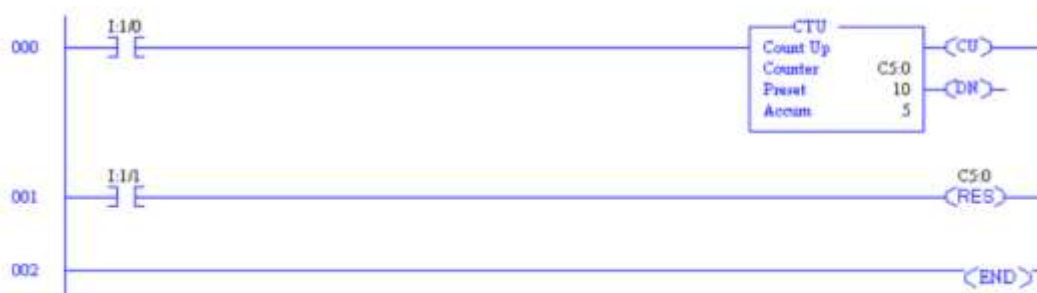 I:1/0
CTU
000
Count Up
CU
Counter C5:0
Preset 10
DN
Accum 5
I:1/1
C5:0
001
RES
002
END